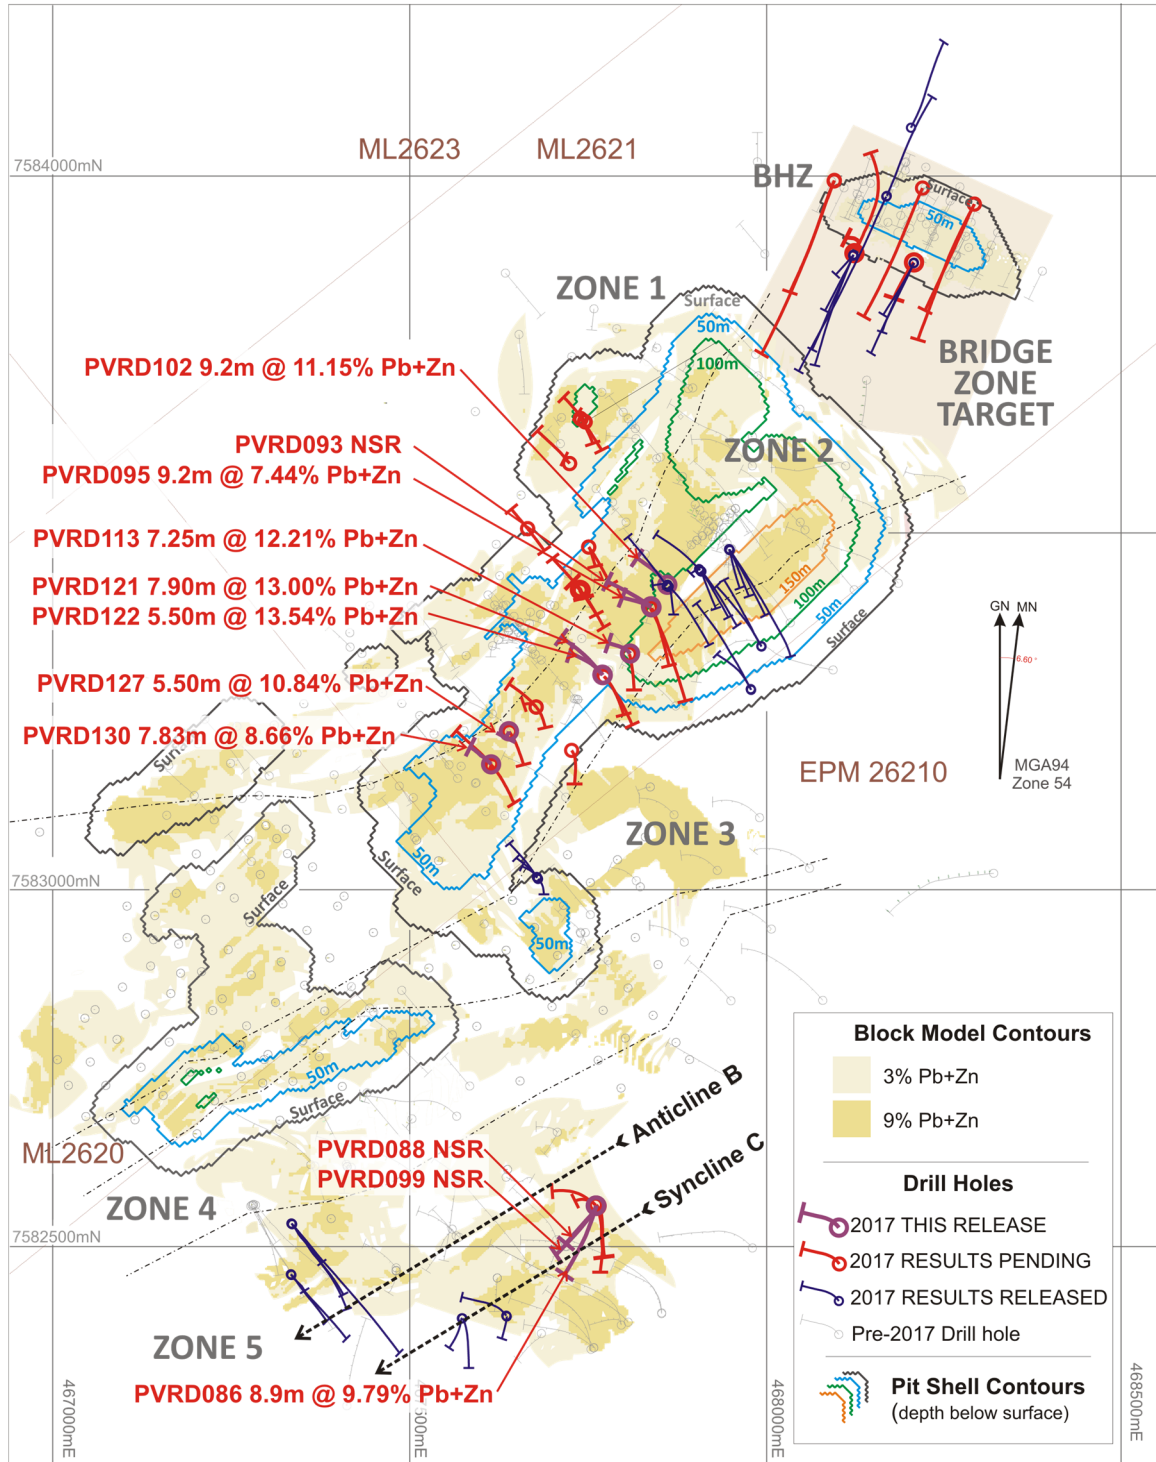 7584000mN
ML2623
ML2621
BHZ
Surface
50m
ZONE 1
Surface
50m
100m
BRIDGE
ZONE
TARGET
PVRD102 9.2m @ 11.15% Pb+Zn
PVRD093 NSR
PVRD095 9.2m @ 7.44% Pb+Zn
ZONE 2
PVRD113 7.25m @ 12.21% Pb+Zn
PVRD121 7.90m @ 13.00% Pb+Zn
PVRD122 5.50m @ 13.54% Pb+Zn
150m
100m
50m
Surface
GN MN
6.60 °
PVRD127 5.50m @ 10.84% Pb+Zn
PVRD130 7.83m @ 8.66% Pb+Zn
EPM 26210
MGA94
Zone 54
ZONE 3
50m
Surface
7583000mN
Surface
50m
50m
Surface
Block Model Contours
3% Pb+Zn
9% Pb+Zn
Anticline B
ML2620
PVRD088 NSR
PVRD099 NSR
Syncline C
ZONE 4
7582500mN
Drill Holes
2017 THIS RELEASE
2017 RESULTS PENDING
2017 RESULTS RELEASED
Pre-2017 Drill hole
ZONE 5
PVRD086 8.9m @ 9.79% Pb+Zn
Pit Shell Contours
(depth below surface)
467000mE
468000mE
468500mE